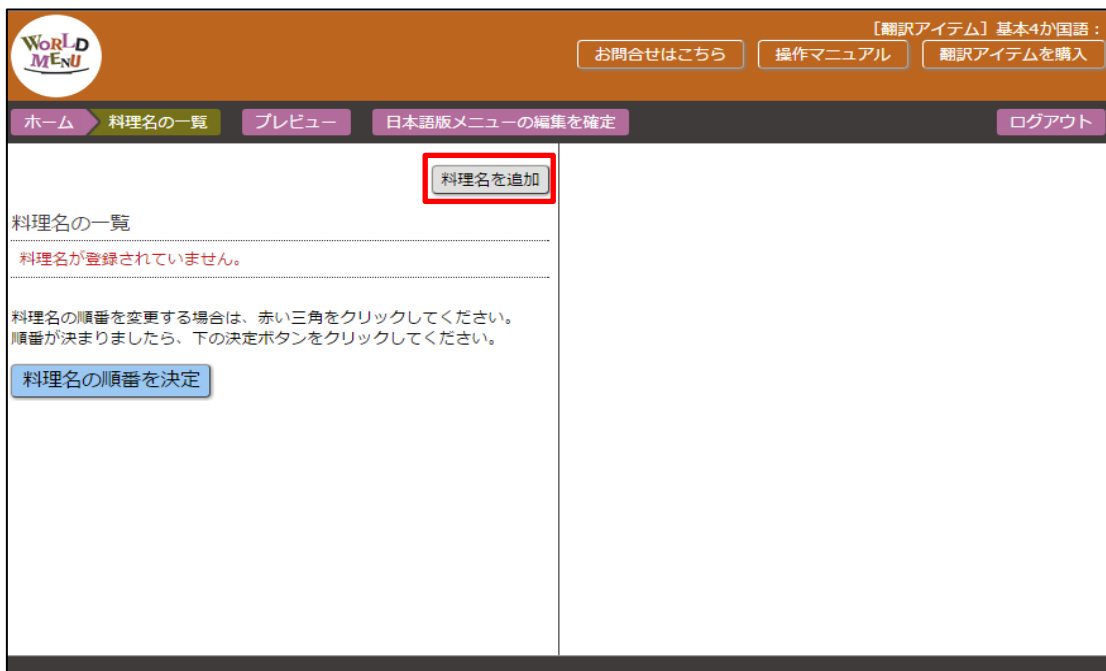 WORLD
MENU
［翻訳アイテム］基本4か国語：
お問合せはこちら
操作マニュアル
翻訳アイテムを購入
ホーム
料理名の一覧
プレビュー
日本語版メニューの編集を確定
ログアウト
料理名を追加
料理名の一覧
料理名が登録されていません。
料理名の順番を変更する場合は、赤い三角をクリックしてください。
順番が決まりましたら、下の決定ボタンをクリックしてください。
料理名の順番を決定